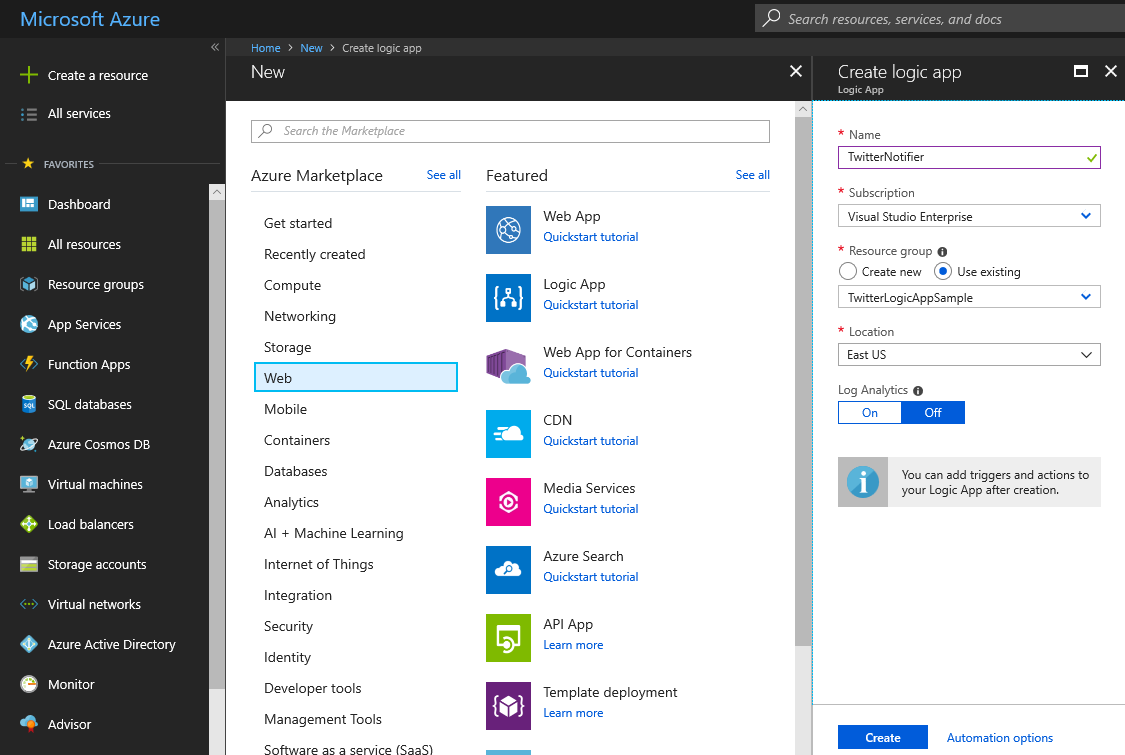 Microsoft Azure
Search resources, services, and docs
«
Create a resource
All services
FAVORITES
Dashboard
All resources
Resource groups
App Services
Function Apps
SQL
SQL databases
Azure Cosmos DB
Virtual machines
Load balancers
Storage accounts
Virtual networks
Azure Active Directory
Monitor
Advisor
Home > New > Create logic app
New
Search the Marketplace
Azure Marketplace See all
Get started
Recently created
Compute
Networking
Storage
Web
Mobile
Containers
Databases
Analytics
AI + Machine Learning
Internet of Things
Integration
Security
Identity
Developer tools
Management Tools
Software as a service (SaaS)
Featured See all
Web App
Quickstart tutorial
Logic App
Quickstart tutorial
Web App for Containers
Quickstart tutorial
CDN
Quickstart tutorial
Media Services
Quickstart tutorial
Azure Search
Quickstart tutorial
API App
Learn more
Template deployment
Learn more
Create logic app
Logic App
* Name
TwitterNotifier
* Subscription
Visual Studio Enterprise
* Resource group
Create new Use existing
TwitterLogicAppSample
* Location
East US
Log Analytics
On Off
You can add triggers and actions to
your Logic App after creation.
Create Automation options